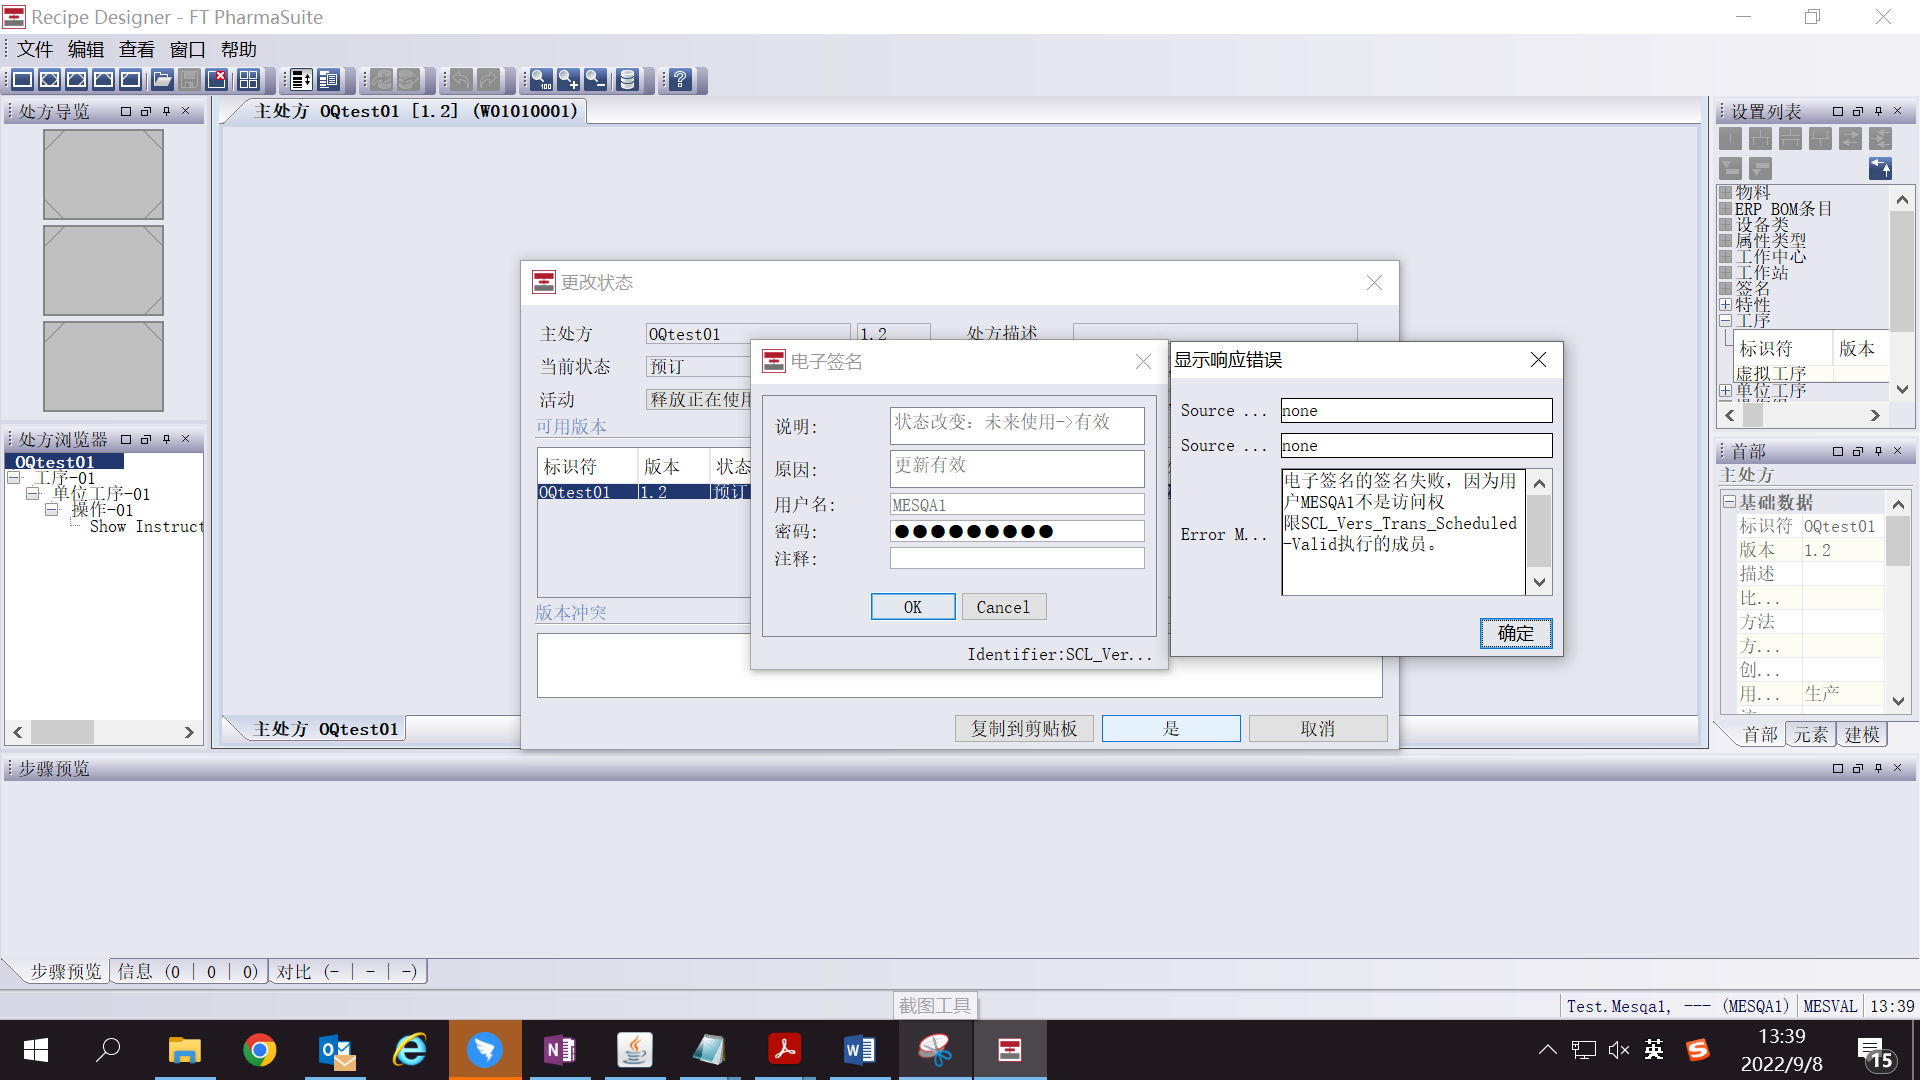 Recipe Designer - FT PharmaSuite
文件 编辑 查看 窗口 帮助
处方导览
主处方 OQtest01 [1.2] (W01010001)
设置列表
物料
ERP BOM条目
设备类
属性类型
工作中心
工作站
签名
特性
工序
标识符 版本
虚拟工序
单位工序
处方浏览器
OQtest01
工序-01
单位工序-01
操作-01
Show Instruct
更改状态
主处方 OQtest01 1.2 处方描述
当前状态 预订
活动 释放正在使用
可用版本
标识符 版本 状态
OQtest01 1.2 预订
版本冲突
复制到剪贴板 是 取消
电子签名
说明: 状态改变: 未来使用->有效
原因: 更新有效
用户名: MESQA1
密码: ●●●●●●●●●
注释:
OK Cancel
Identifier:SCL_Ver...
显示响应错误
Source ... none
Source ... none
Error M...
电子签名的签名失败，因为用
户MESQA1不是访问权
限SCL_Vers_Trans_Scheduled
-Valid执行的成员。
确定
首部
主处方
基础数据
标识符 OQtest01
版本 1.2
描述
比...
方法
方...
创...
用... 生产
首部 元素 建模
主处方 OQtest01
步骤预览
步骤预览 信息 (0 | 0 | 0) 对比 (- | - | -)
截图工具
Test.Mesqa1, --- (MESQA1) MESVAL 13:39
英
13:39
2022/9/8
15